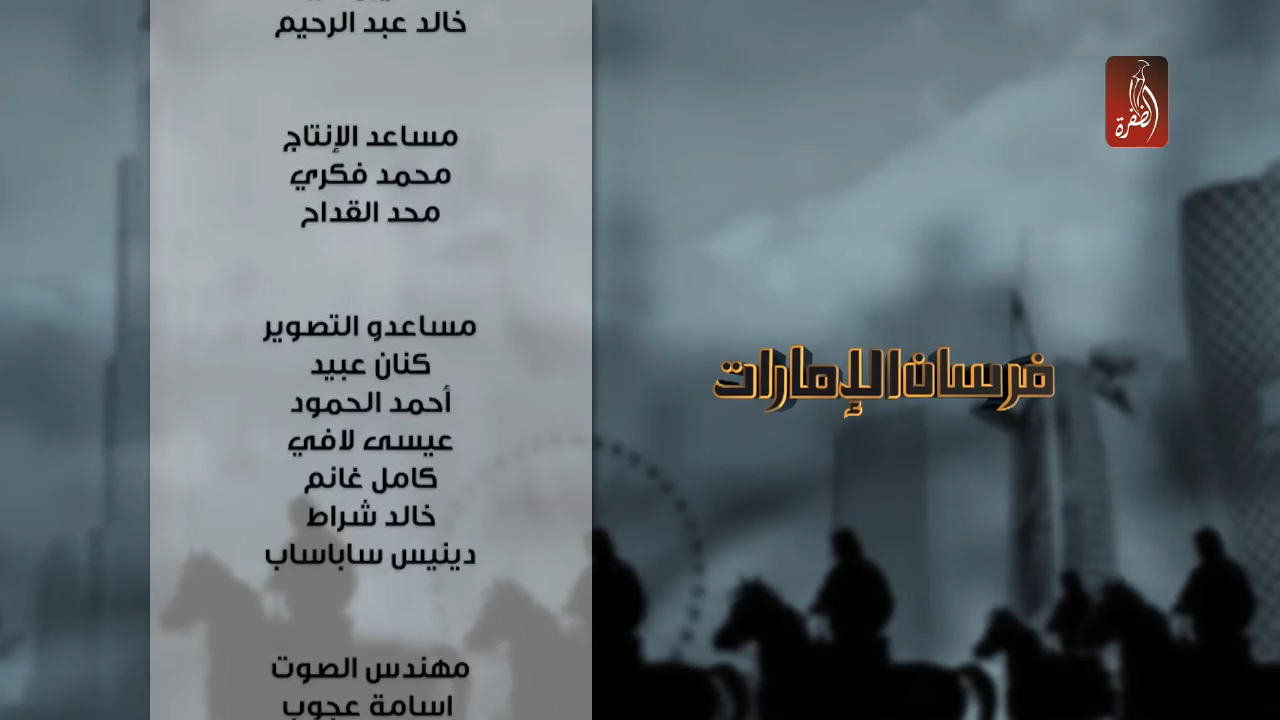 خالد عبد الرحيم
مساعد الإنتاج
محمد فكري
محد القداح
مساعدو التصوير
كنان عبيد
أحمد الحمود
عيسى لافي
كامل غانم
خالد شراط
دينيس ساباساب
مهندس الصوت
اسامة عجوب
فرسان الإمارات
الظفرة